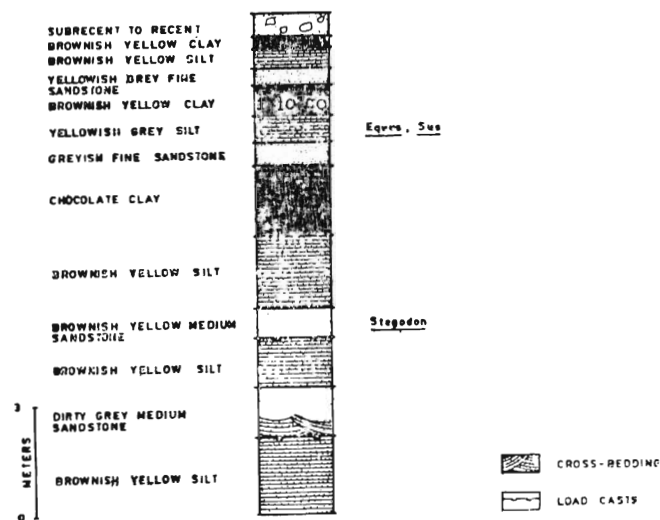 SUBRECENT TO RECENT
BROWNISH YELLOW CLAY
BROWNISH YELLOW SILT
YELLOWISH GREY FINE
SANDSTONE
BROWNISH YELLOW CLAY
YELLOWISH GREY SILT
Eqvrs, Sus
GREYISH FINE SANDSTONE
CHOCOLATE CLAY
BROWNISH YELLOW SILT
BROWNISH YELLOW MEDIUM
SANDSTONE
Stegodon
BROWNISH YELLOW SILT
3
DIRTY GREY MEDIUM
SANDSTONE
METERS
BROWNISH YELLOW SILT
0
CROSS-BEDDING
LOAD CASTS